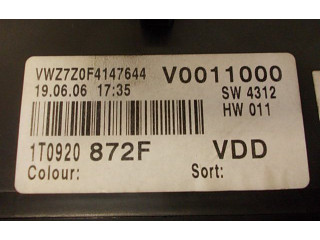 VWZ7Z0F4147644 V0011000
19.06.06 17:35 SW 4312
HW 011
1T0920 872F VDD
Colour: Sort: